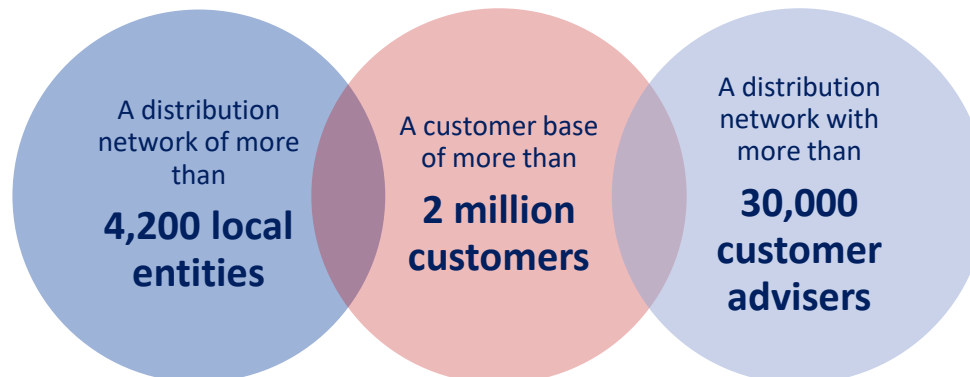 A distribution
network of more
than
4,200 local
entities
A customer base
of more than
2 million
customers
A distribution
network with
more than
30,000
customer
advisers